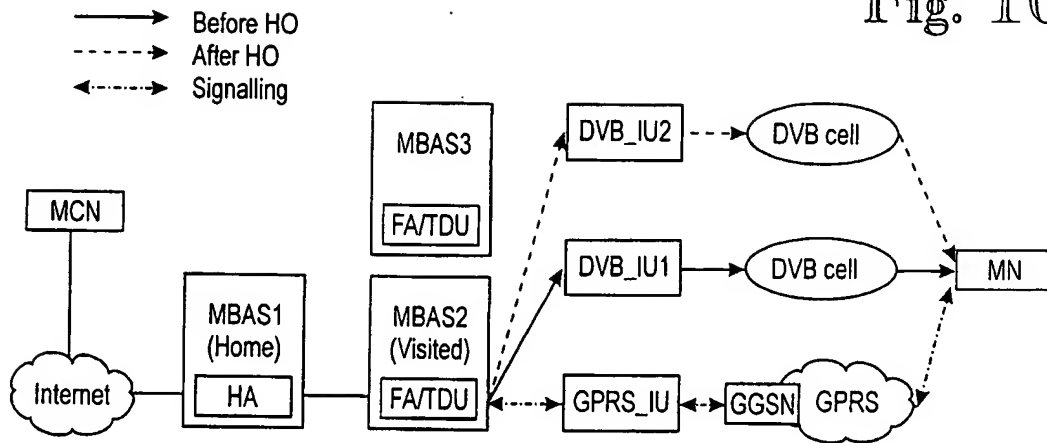 Fig. 10
Before HO
After HO
Signalling
MBAS3
FA/TDU
DVB_IU2
DVB cell
MCN
DVB_IU1
DVB cell
MN
MBAS1
(Home)
HA
MBAS2
(Visited)
FA/TDU
Internet
GPRS_IU
GGSN
GPRS